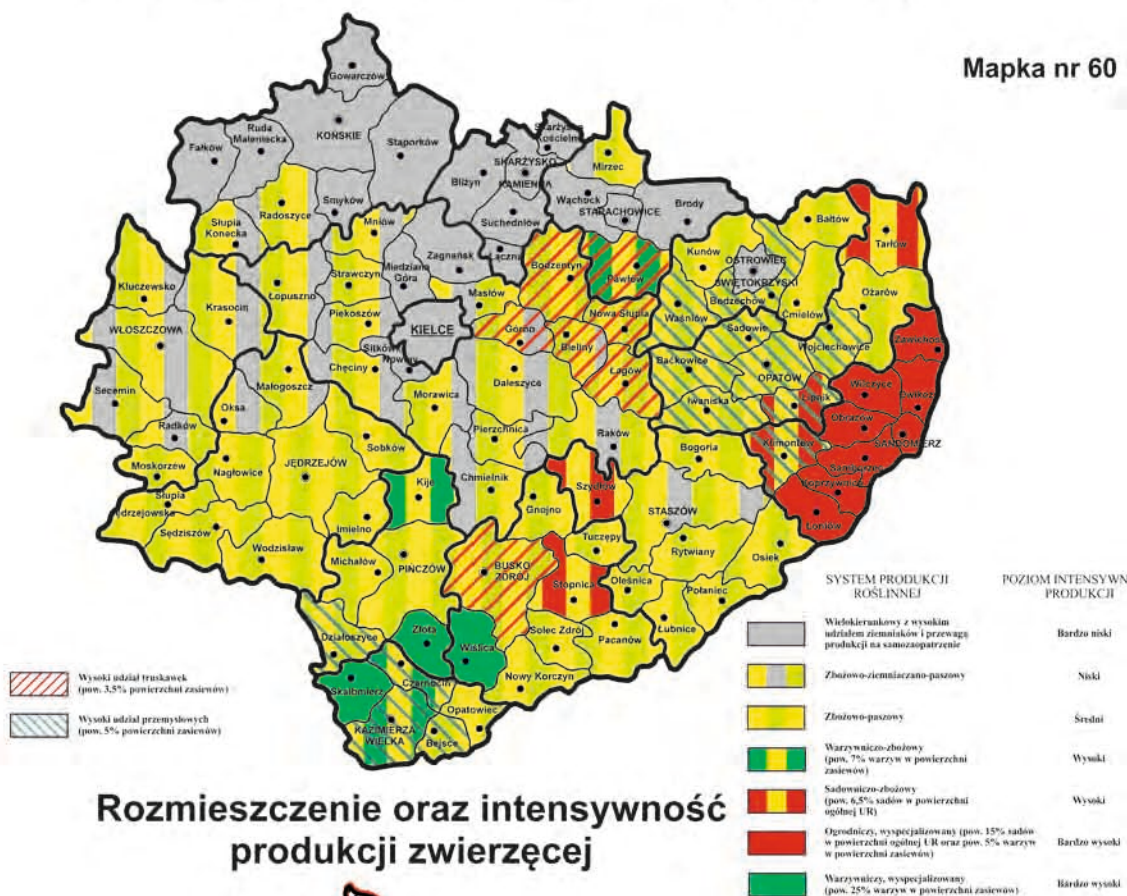 Mapka nr 60
Gowarczów
Ruda
Maleniecka
KOŃSKIE
Fałków
Stąporków
Skarżysko
Kościelne
SKARŻYSKO
KAMIENNA
Bliżyn
Mirzec
Wąchock
STARACHOWICE
Brody
Suchedniów
Radoszyce
Smyków
Słupia
Konecka
Mniów
Łączna
Zagnańsk
Bodzentyn
Pawłów
Kunów
Bałtów
Tarłów
OSTROWIEC
ŚWIĘTOKRZYSKI
Bodzechów
Ćmielów
Ożarów
Kluczewsko
Krasocin
Łopuszno
Strawczyn
Miedziana
Góra
Masłów
Piekoszów
KIELCE
Górno
Nowa Słupia
Bieliny
Waśniów
Sadowie
Wojciechowice
WŁOSZCZOWA
Zawichost
Sitkówka
Nowiny
Chęciny
Małogoszcz
Daleszyce
Łagów
Baćkowice
OPATÓW
Wilczyce
Dwikozy
Secemin
Oksa
Morawica
Iwaniska
Lipnik
Obrazów
SANDOMIERZ
Radków
Pierzchnica
Raków
Bogoria
Klimontów
Samborzec
Koprzywnica
Łoniów
Moskorzew
Nagłowice
JĘDRZEJÓW
Sobków
Kije
Chmielnik
Szydłów
Słupia
Jędrzejowska
Sędziszów
Imielno
Gnojno
STASZÓW
Rytwiany
Osiek
Tuczępy
Wodzisław
Michałów
PIŃCZÓW
BUSKO
ZDRÓJ
Stopnica
Oleśnica
Połaniec
Łubnice
Pacanów
Solec Zdrój
Działoszyce
Złota
Wiślica
Nowy Korczyn
Skalbmierz
Czarnocin
Opatowiec
KAZIMIERZA
WIELKA
Bejsce
Wysoki udział truskawek
(pow. 3,5% powierzchni zasiewów)
Wysoki udział przemysłowych
(pow. 5% powierzchni zasiewów)
SYSTEM PRODUKCJI
ROŚLINNEJ
POZIOM INTENSYWN
PRODUKCJI
Wielokierunkowy z wysokim
udziałem ziemniaków i przewagą
produkcji na samozaopatrzenie
Bardzo niski
Zbożowo-ziemniaczano-paszowy
Niski
Zbożowo-paszowy
Średni
Warzywniczo-zbożowy
(pow. 7% warzyw w powierzchni
zasiewów)
Wysoki
Sadowniczo-zbożowy
(pow. 6,5% sadów w powierzchni
ogólnej UR)
Wysoki
Ogrodniczy, wyspecjalizowany (pow. 15% sadów
w powierzchni ogólnej UR oraz pow. 5% warzyw
w powierzchni zasiewów)
Bardzo wysoki
Warzywniczy, wyspecjalizowany
(pow. 25% warzyw w powierzchni zasiewów)
Bardzo wysoki
Rozmieszczenie oraz intensywność
produkcji zwierzęcej